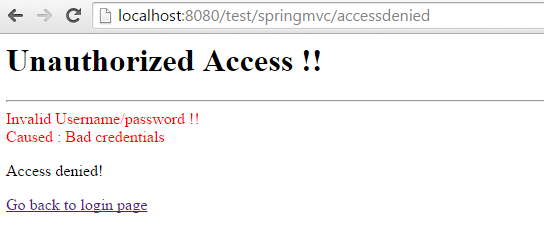 localhost:8080/test/springmvc/accessdenied
Unauthorized Access !!
Invalid Username/password !!
Caused : Bad credentials
Access denied!
Go back to login page